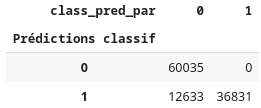 class_pred_par 0 1
Prédictions classif
0 60035 0
1 12633 36831